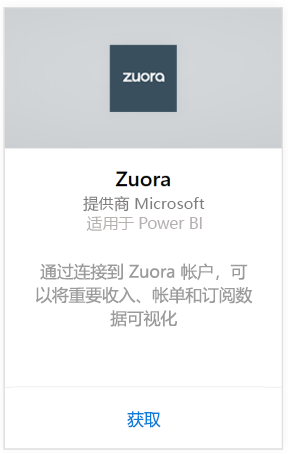 zuora
Zuora
提供商 Microsoft
适用于 Power BI
通过连接到 Zuora 帐户，可
以将重要收入、帐单和订阅数
据可视化
获取